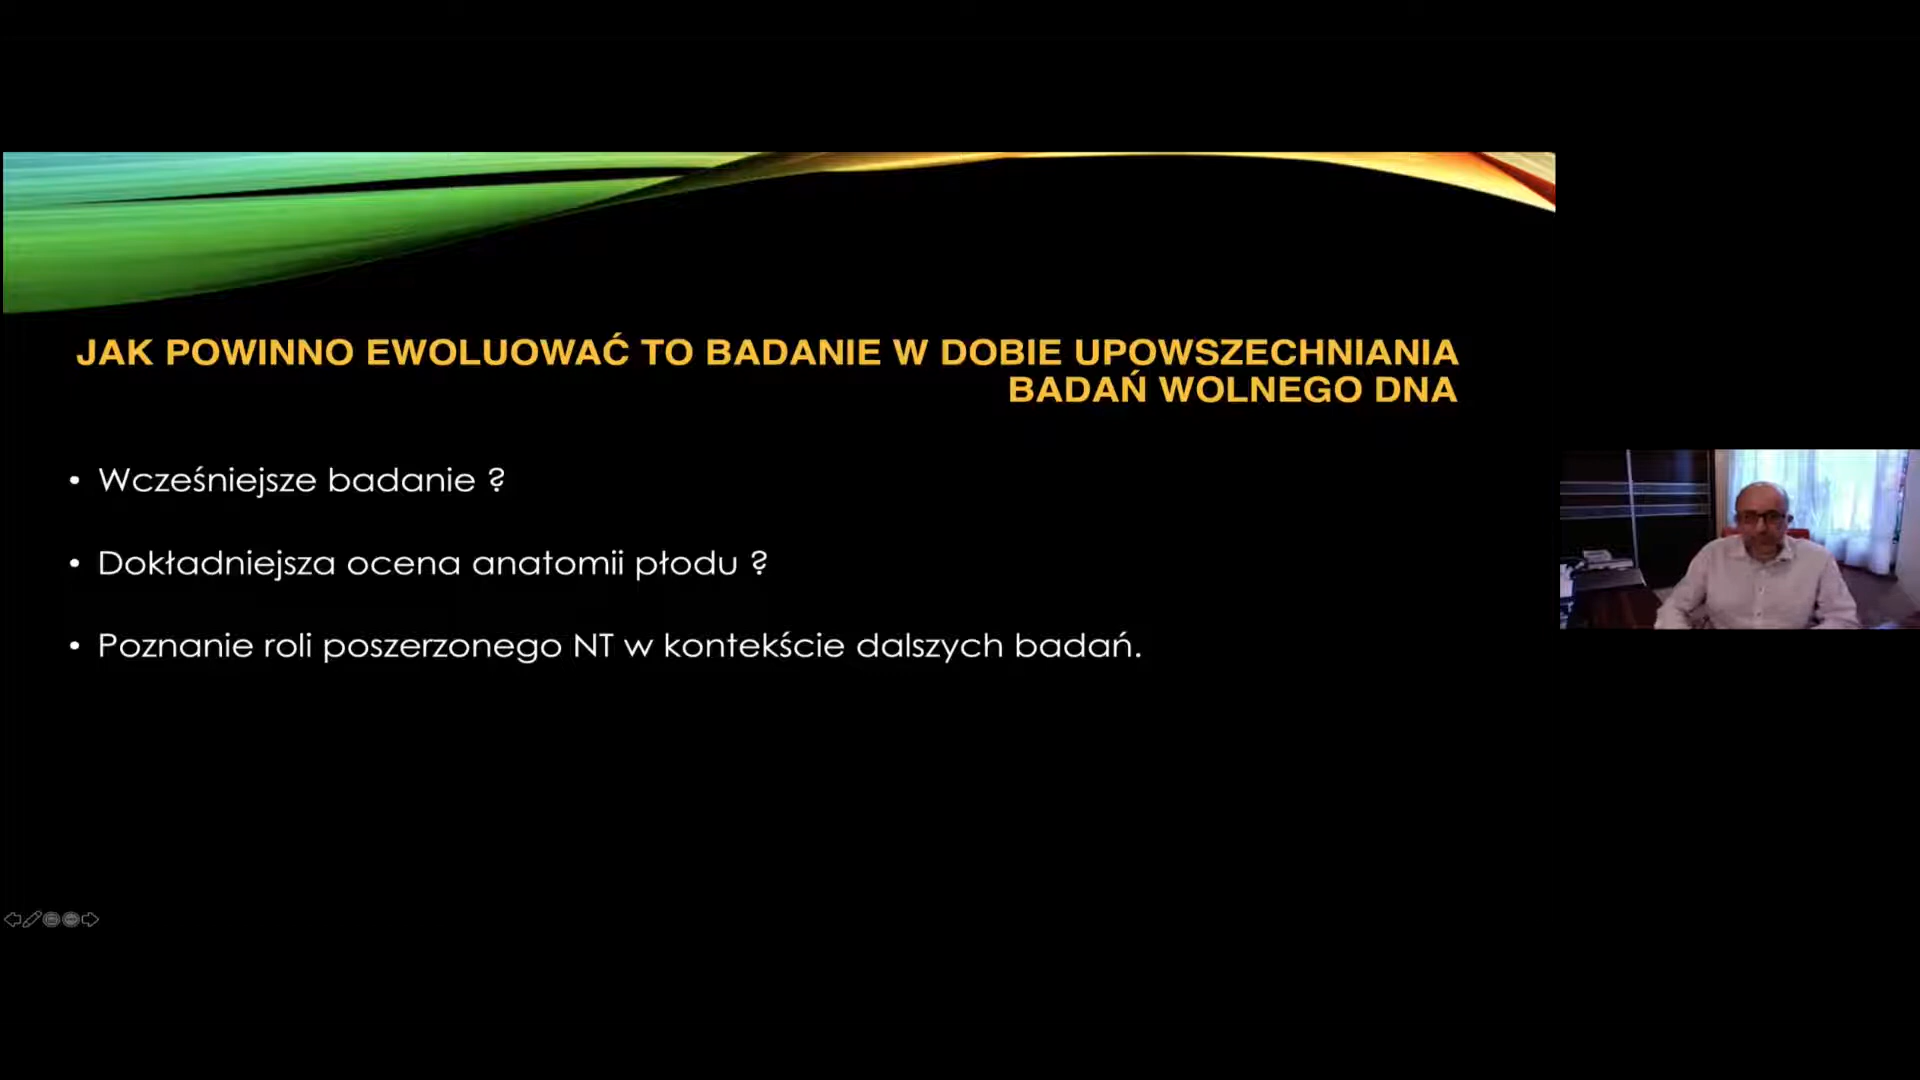 JAK POWINNO EWOLUOWAĆ TO BADANIE W DOBIE UPOWSZECHNIANIA
BADAŃ WOLNEGO DNA
• Wcześniejsze badanie ?
• Dokładniejsza ocena anatomii płodu ?
• Poznanie roli poszerzonego NT w kontekście dalszych badań.